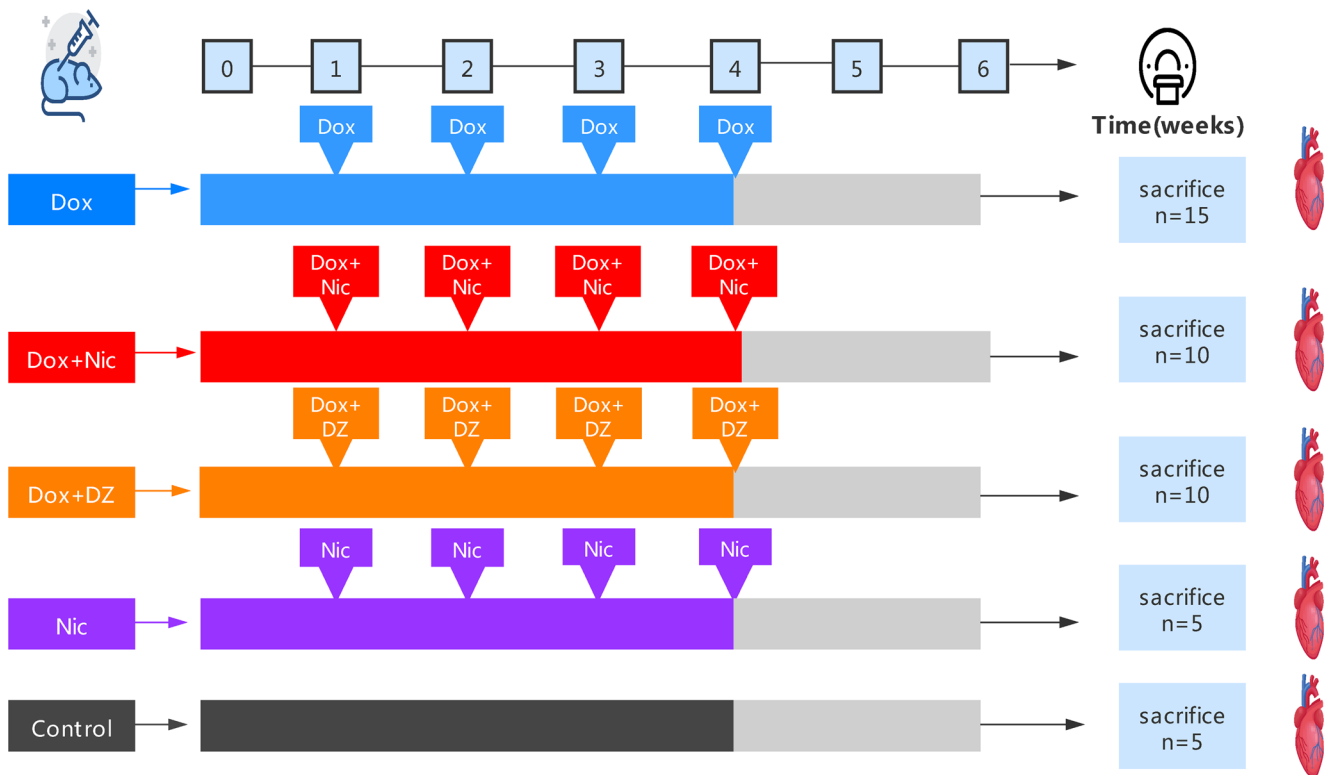 0 1 2 3 4 5 6
Time(weeks)
Dox Dox Dox Dox
Dox
sacrifice
n=15
Dox+ Dox+ Dox+ Dox+
Nic Nic Nic Nic
Dox+Nic
sacrifice
n=10
Dox+ Dox+ Dox+ Dox+
DZ DZ DZ DZ
Dox+DZ
sacrifice
n=10
Nic Nic Nic Nic
Nic
sacrifice
n=5
Control
sacrifice
n=5